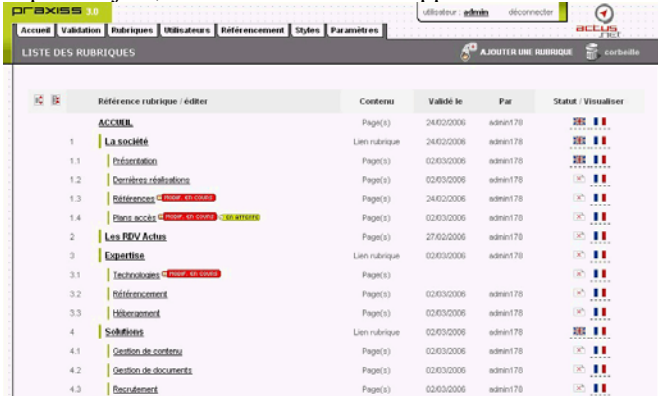 praxiss 3.0
utilisateur : admin déconnecter
Accueil Validation Rubriques Utilisateurs Référencement Styles Paramètres
actus .net
LISTE DES RUBRIQUES AJOUTER UNE RUBRIQUE corbeille
Référence rubrique / éditer Contenu Validé le Par Statut / Visualiser
ACCUEIL Page(s) 24/02/2006 admin178
1 La société Lien rubrique 24/02/2006 admin178
1.1 Présentation Page(s) 02/03/2006 admin178
1.2 Dernières réalisations Page(s) 02/03/2006 admin178
1.3 Références modif. en cours Page(s) 24/02/2006 admin178
1.4 Plans accès modif. en cours en attente Page(s) 02/03/2006 admin178
2 Les RDV Actus Page(s) 27/02/2006 admin178
3 Expertise Lien rubrique 02/03/2006 admin178
3.1 Technologies modif. en cours Page(s) admin178
3.2 Référencement Page(s) 02/03/2006 admin178
3.3 Hébergement Page(s) 02/03/2006 admin178
4 Solutions Lien rubrique 02/03/2006 admin178
4.1 Gestion de contenu Page(s) 02/03/2006 admin178
4.2 Gestion de documents Page(s) 02/03/2006 admin178
4.3 Recrutement Page(s) 02/03/2006 admin178